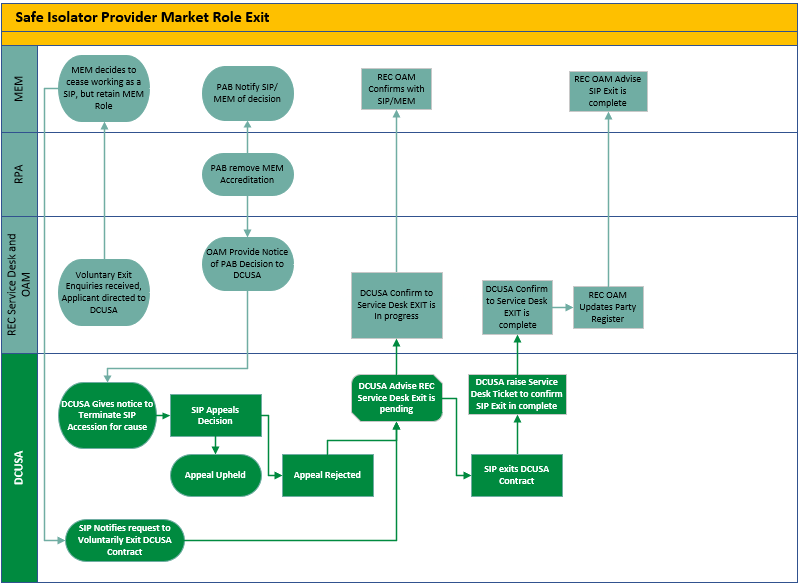 Safe Isolator Provider Market Role Exit
MEM
MEM decides to
cease working as a
SIP, but retain MEM
Role
PAB Notify SIP/
MEM of decision
REC OAM
Confirms with
SIP/MEM
REC OAM Advise
SIP Exit is
complete
RPA
PAB remove MEM
Accreditation
REC Service Desk and
OAM
Voluntary Exit
Enquiries received,
Applicant directed to
DCUSA
OAM Provide Notice
of PAB Decision to
DCUSA
DCUSA Confirm to
Service Desk EXIT is
In progress
DCUSA Confirm
to Service Desk
EXIT is
complete
REC OAM
Updates Party
Register
DCUSA
DCUSA Gives notice to
Terminate SIP
Accession for cause
SIP Appeals
Decision
Appeal Upheld
Appeal Rejected
DCUSA Advise REC
Service Desk Exit is
pending
DCUSA raise Service
Desk Ticket to confirm
SIP Exit in complete
SIP exits DCUSA
Contract
SIP Notifies request to
Voluntarily Exit DCUSA
Contract